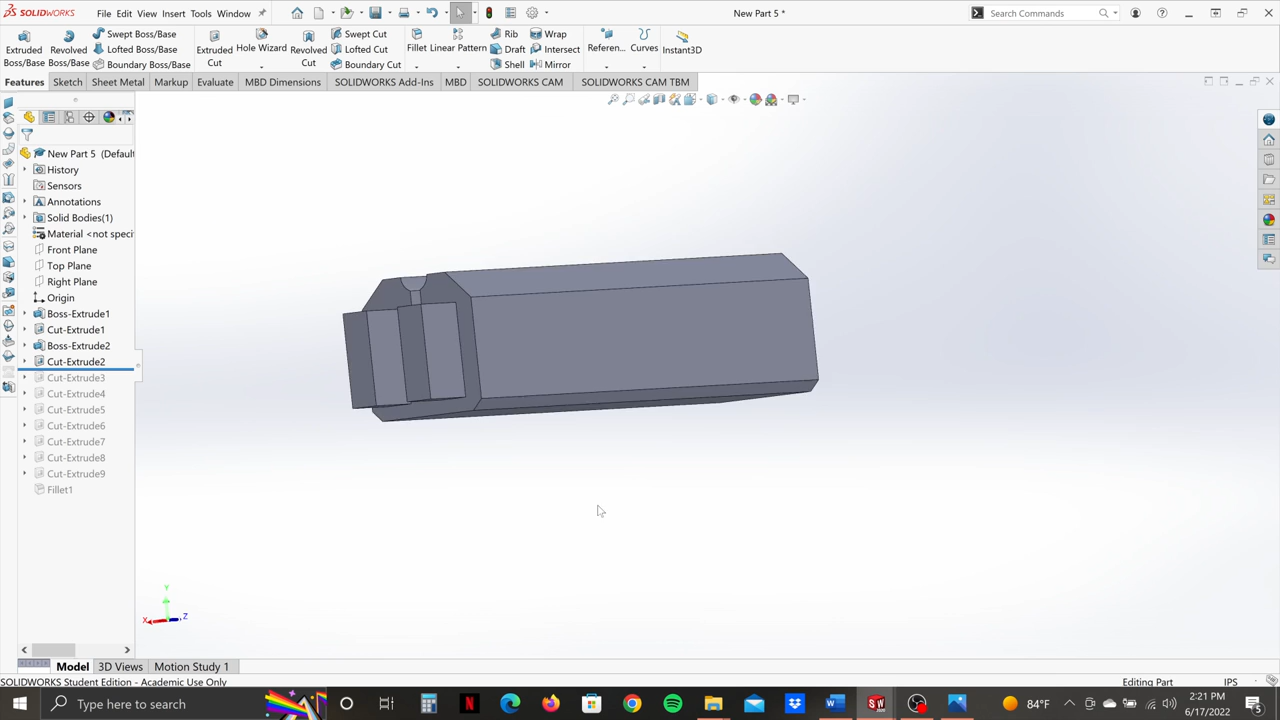 SOLIDWORKS File Edit View Insert Tools Window New Part 5 * Search Commands
Extruded Boss/Base Revolved Boss/Base Swept Boss/Base Lofted Boss/Base Boundary Boss/Base Extruded Cut Hole Wizard Revolved Cut Swept Cut Lofted Cut Boundary Cut Fillet Linear Pattern Rib Draft Shell Wrap Intersect Mirror Referen... Curves Instant3D
Features Sketch Sheet Metal Markup Evaluate MBD Dimensions SOLIDWORKS Add-Ins MBD SOLIDWORKS CAM SOLIDWORKS CAM TBM
New Part 5 (Default
History
Sensors
Annotations
Solid Bodies(1)
Material <not speci
Front Plane
Top Plane
Right Plane
Origin
Boss-Extrude1
Cut-Extrude1
Boss-Extrude2
Cut-Extrude2
Cut-Extrude3
Cut-Extrude4
Cut-Extrude5
Cut-Extrude6
Cut-Extrude7
Cut-Extrude8
Cut-Extrude9
Fillet1
Y
X Z
Model 3D Views Motion Study 1
SOLIDWORKS Student Edition - Academic Use Only Editing Part IPS
Type here to search 84°F 2:21 PM
6/17/2022